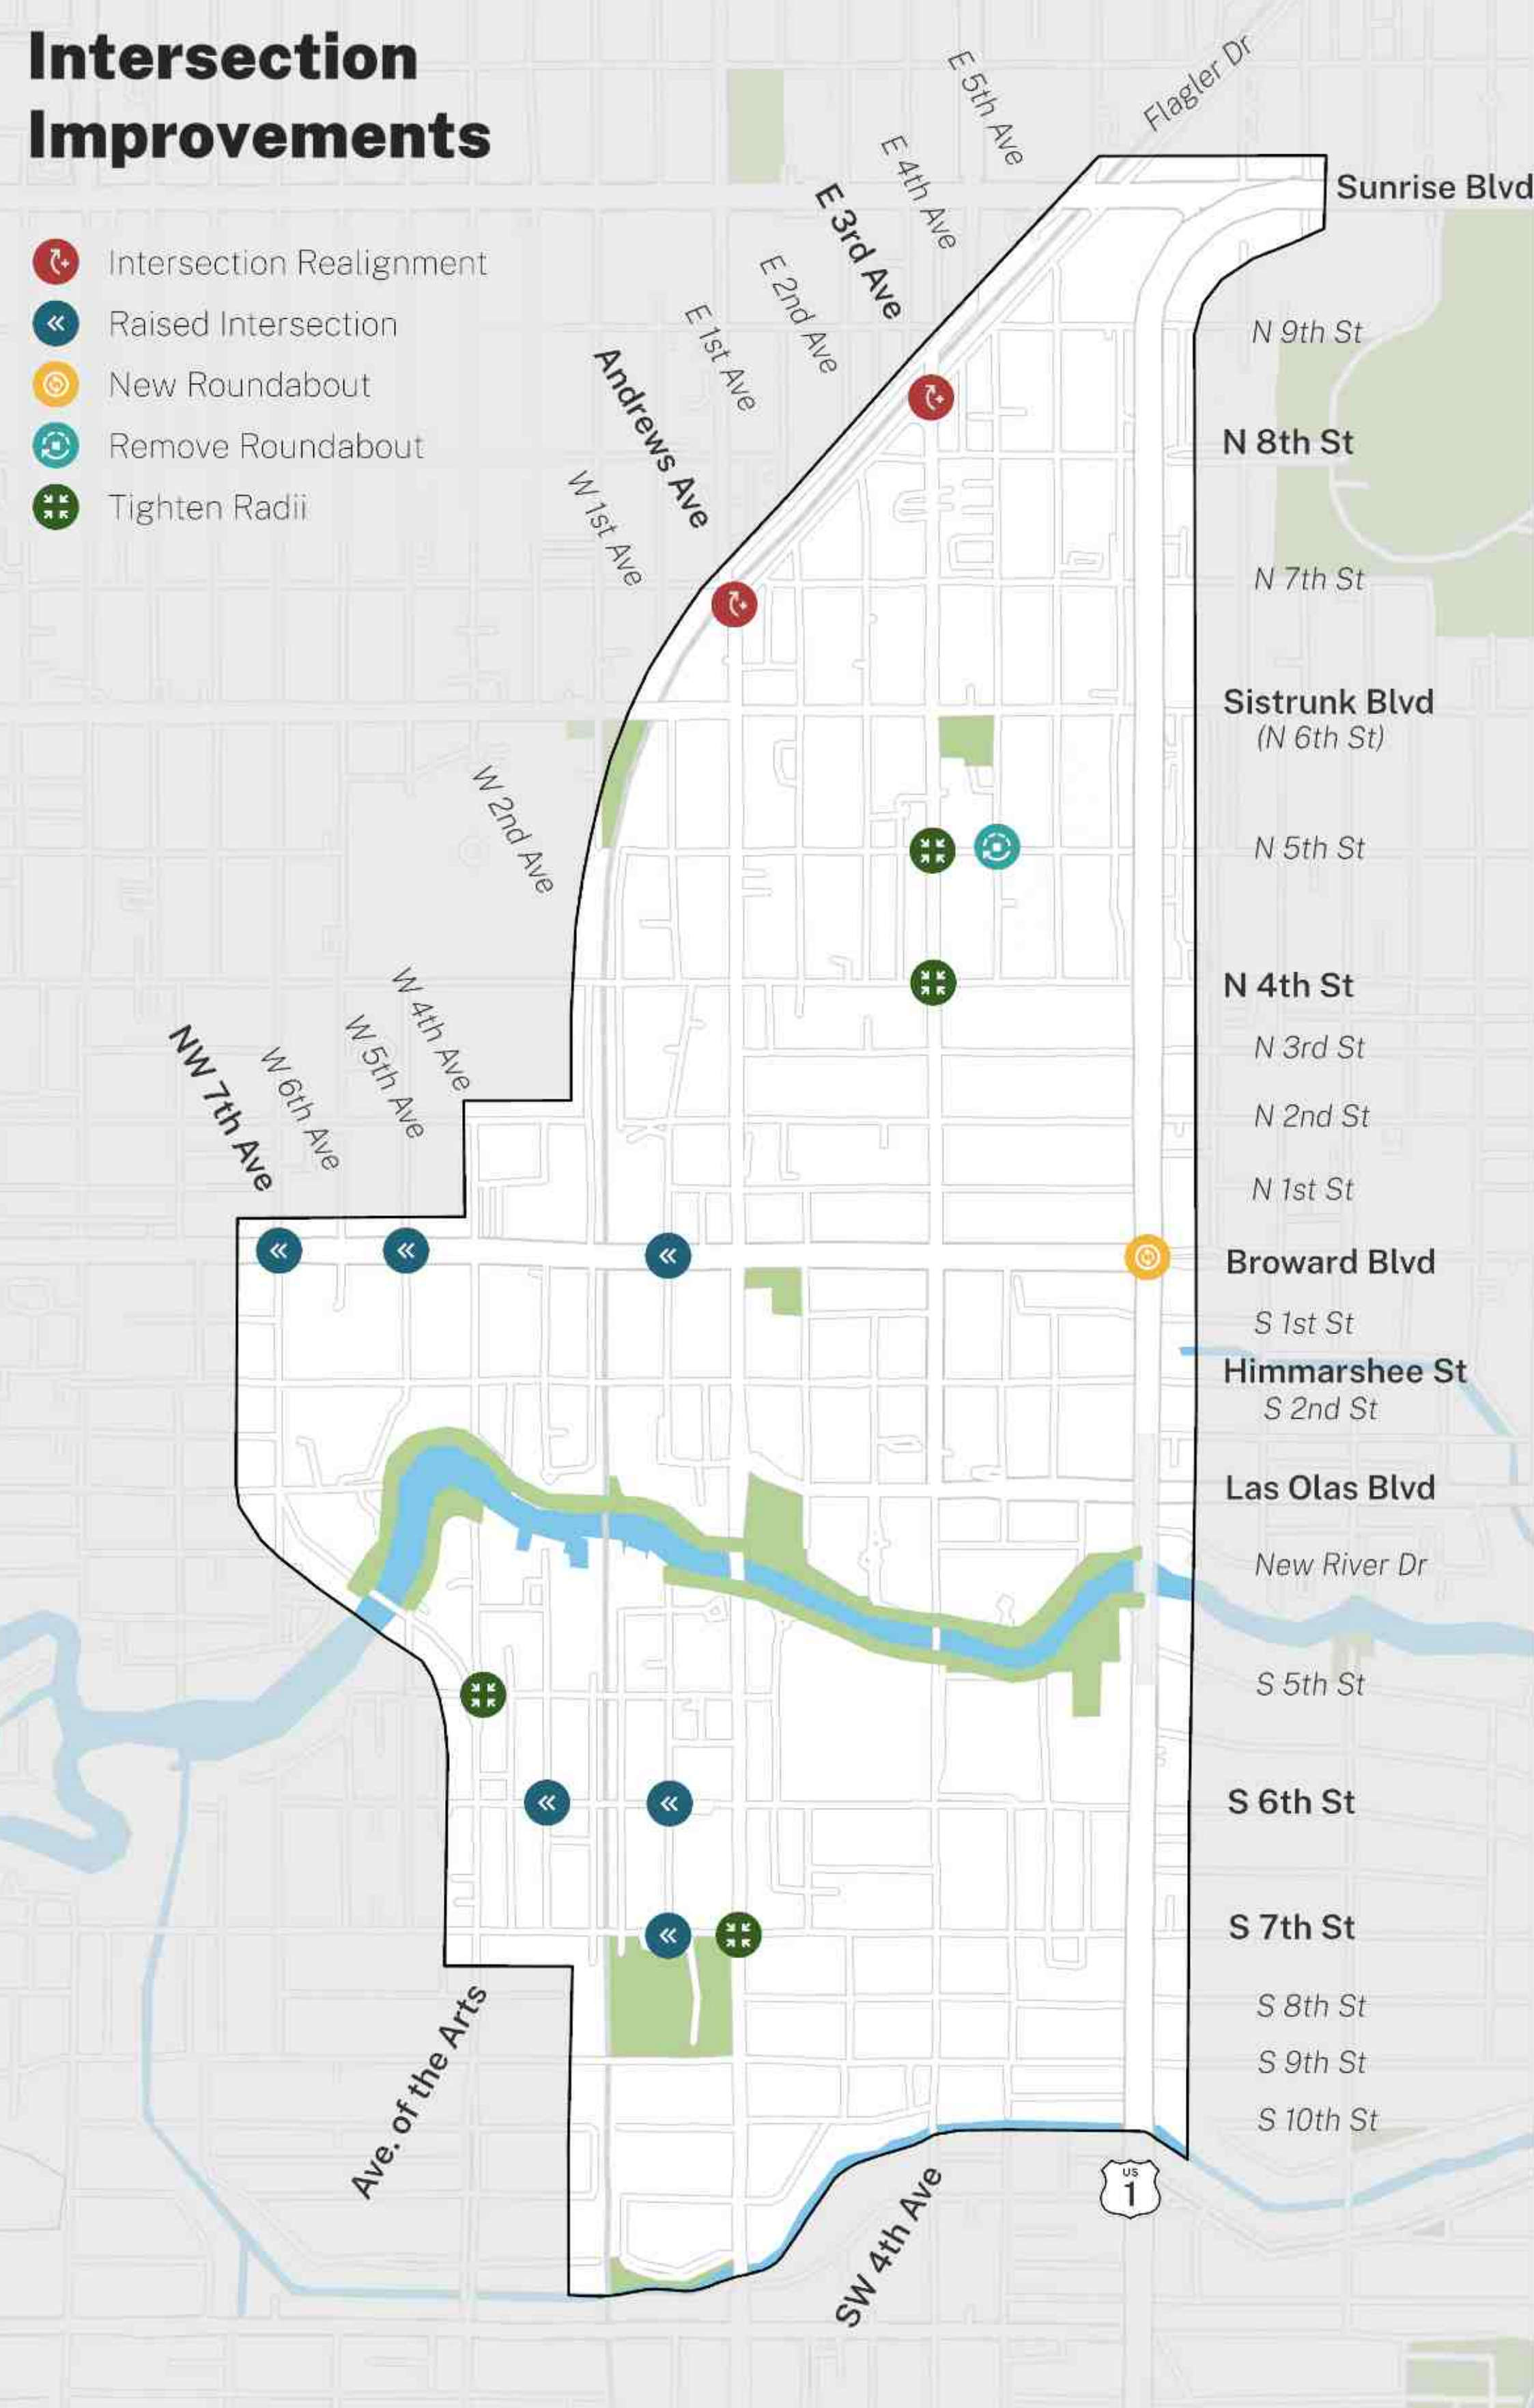 Intersection
Improvements
Intersection Realignment
Raised Intersection
New Roundabout
Remove Roundabout
Tighten Radii
Flagler Dr
E 5th Ave
E 4th Ave
E 3rd Ave
E 2nd Ave
E 1st Ave
Andrews Ave
W 1st Ave
W 2nd Ave
W 4th Ave
W 5th Ave
W 6th Ave
NW 7th Ave
Sunrise Blvd
N 9th St
N 8th St
N 7th St
Sistrunk Blvd
(N 6th St)
N 5th St
N 4th St
N 3rd St
N 2nd St
N 1st St
Broward Blvd
S 1st St
Himmarshee St
S 2nd St
Las Olas Blvd
New River Dr
S 5th St
S 6th St
S 7th St
S 8th St
S 9th St
S 10th St
Ave. of the Arts
SW 4th Ave
US
1